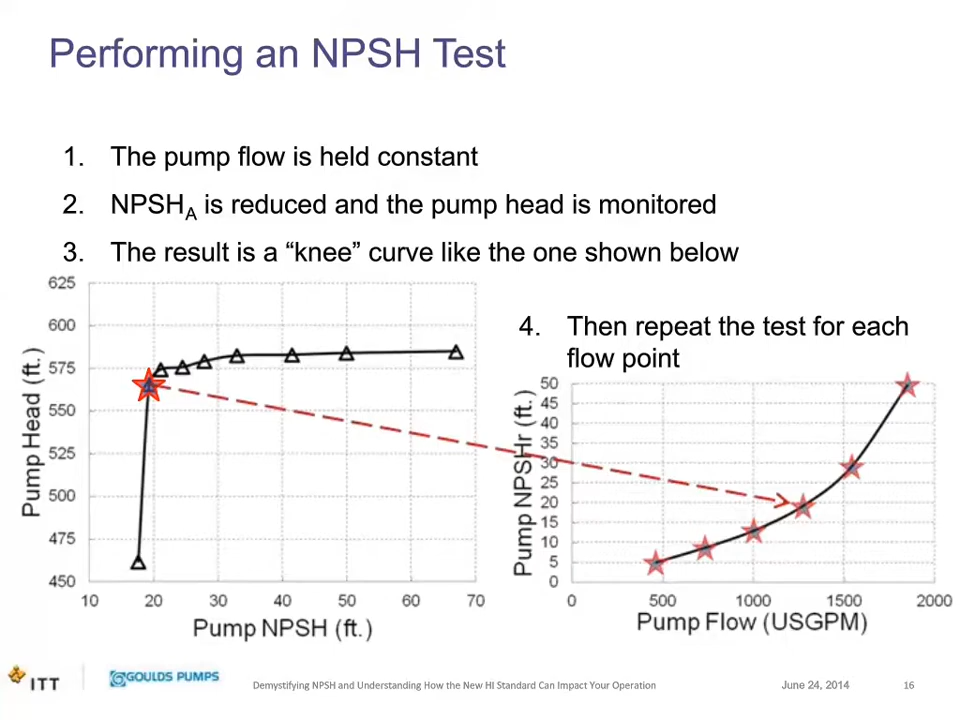 Performing an NPSH Test
1. The pump flow is held constant
2. NPSHA is reduced and the pump head is monitored
3. The result is a “knee” curve like the one shown below
4. Then repeat the test for each
flow point
Pump Head (ft.)
625
600
575
550
525
500
475
450
10 20 30 40 50 60 70
Pump NPSH (ft.)
Pump NPSHr (ft.)
50
45
40
35
30
25
20
15
10
5
0
0 500 1000 1500 2000
Pump Flow (USGPM)
ITT
GOULDS PUMPS
Demystifying NPSH and Understanding How the New HI Standard Can Impact Your Operation
June 24, 2014
16